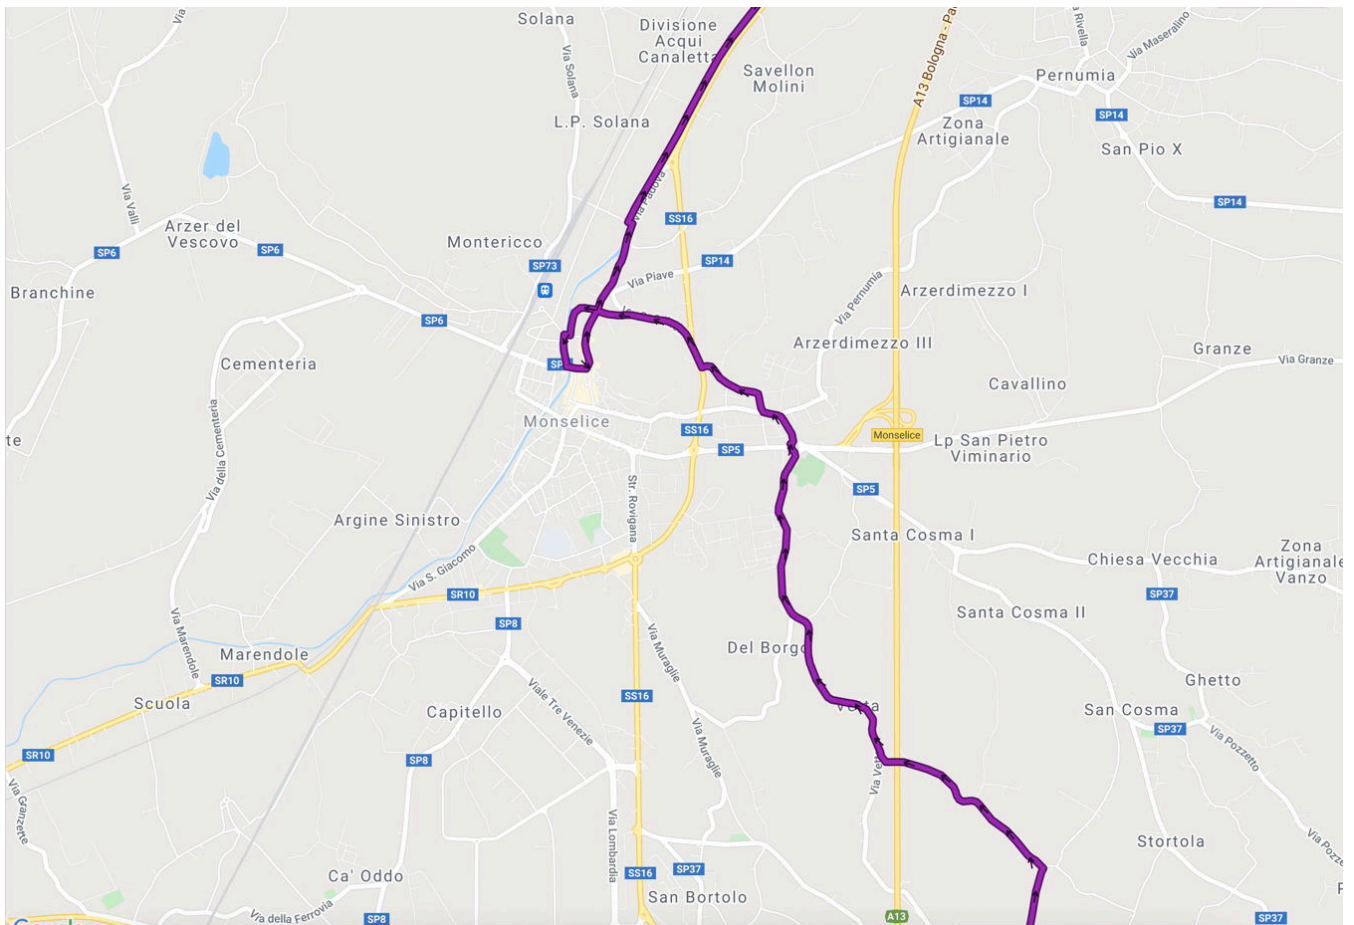 Via
Solana
Divisione
Acqui
Canaletta
Savellon
Molini
A13 Bologna - Pa
a Rivella
Via Maseralino
Pernumia
Via Solana
SP14
SP14
L.P. Solana
Zona
Artigianale
San Pio X
Via Valli
Via Padova
SP14
SS16
Arzer del
Vescovo
SP6
SP6
Montericco
SP73
SP14
Via Piave
Via Pernumia
Branchine
Arzerdimezzo I
SP6
Arzerdimezzo III
Granze
Via Granze
Cementeria
Cavallino
Monselice
SS16
Monselice
te
SP5
Lp San Pietro
Viminario
Via della Cementeria
Str. Rovigana
SP5
Argine Sinistro
Santa Cosma I
Chiesa Vecchia
Zona
Artigianale
Vanzo
Via S. Giacomo
SR10
SP37
Santa Cosma II
SP8
Via Marendole
Via Muraglie
Del Borgo
Marendole
SR10
Ghetto
Scuola
Capitello
Viale Tre Venezie
SS16
San Cosma
SP37
Via Muraglie
Via Pozzetto
SR10
SP8
Via Granzette
Via Lombardia
Stortola
Ca' Oddo
SS16
SP37
San Bortolo
Via della Ferrovia
SP8
A13
SP37